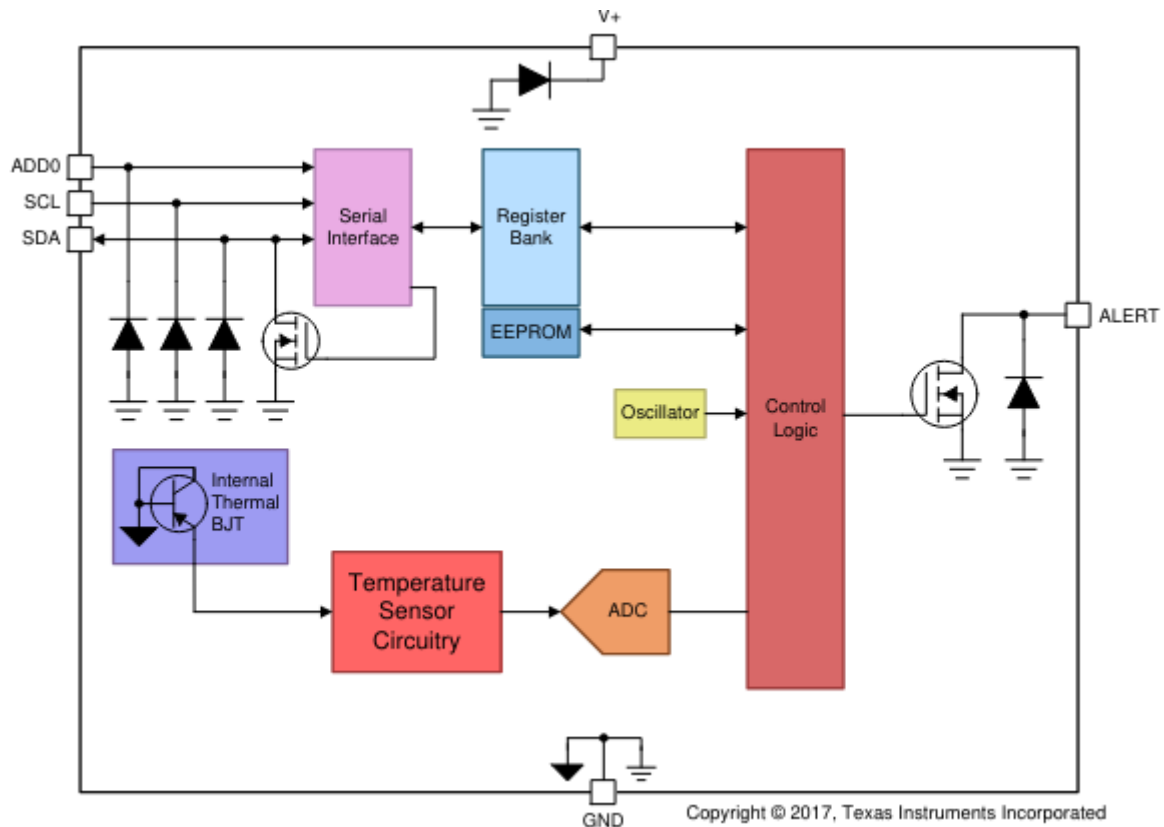 V+
ADD0
SCL
SDA
Serial
Interface
Register
Bank
EEPROM
ALERT
Oscillator
Control
Logic
Internal
Thermal
BJT
Temperature
Sensor
Circuitry
ADC
GND
Copyright © 2017, Texas Instruments Incorporated